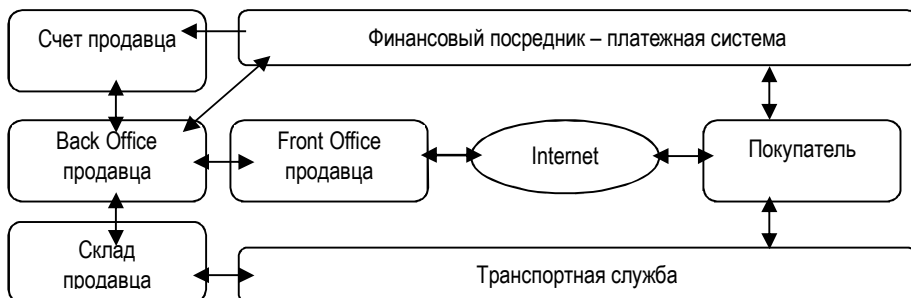 Счет продавца
Финансовый посредник – платежная система
Back Office
продавца
Front Office
продавца
Internet
Покупатель
Склад
продавца
Транспортная служба